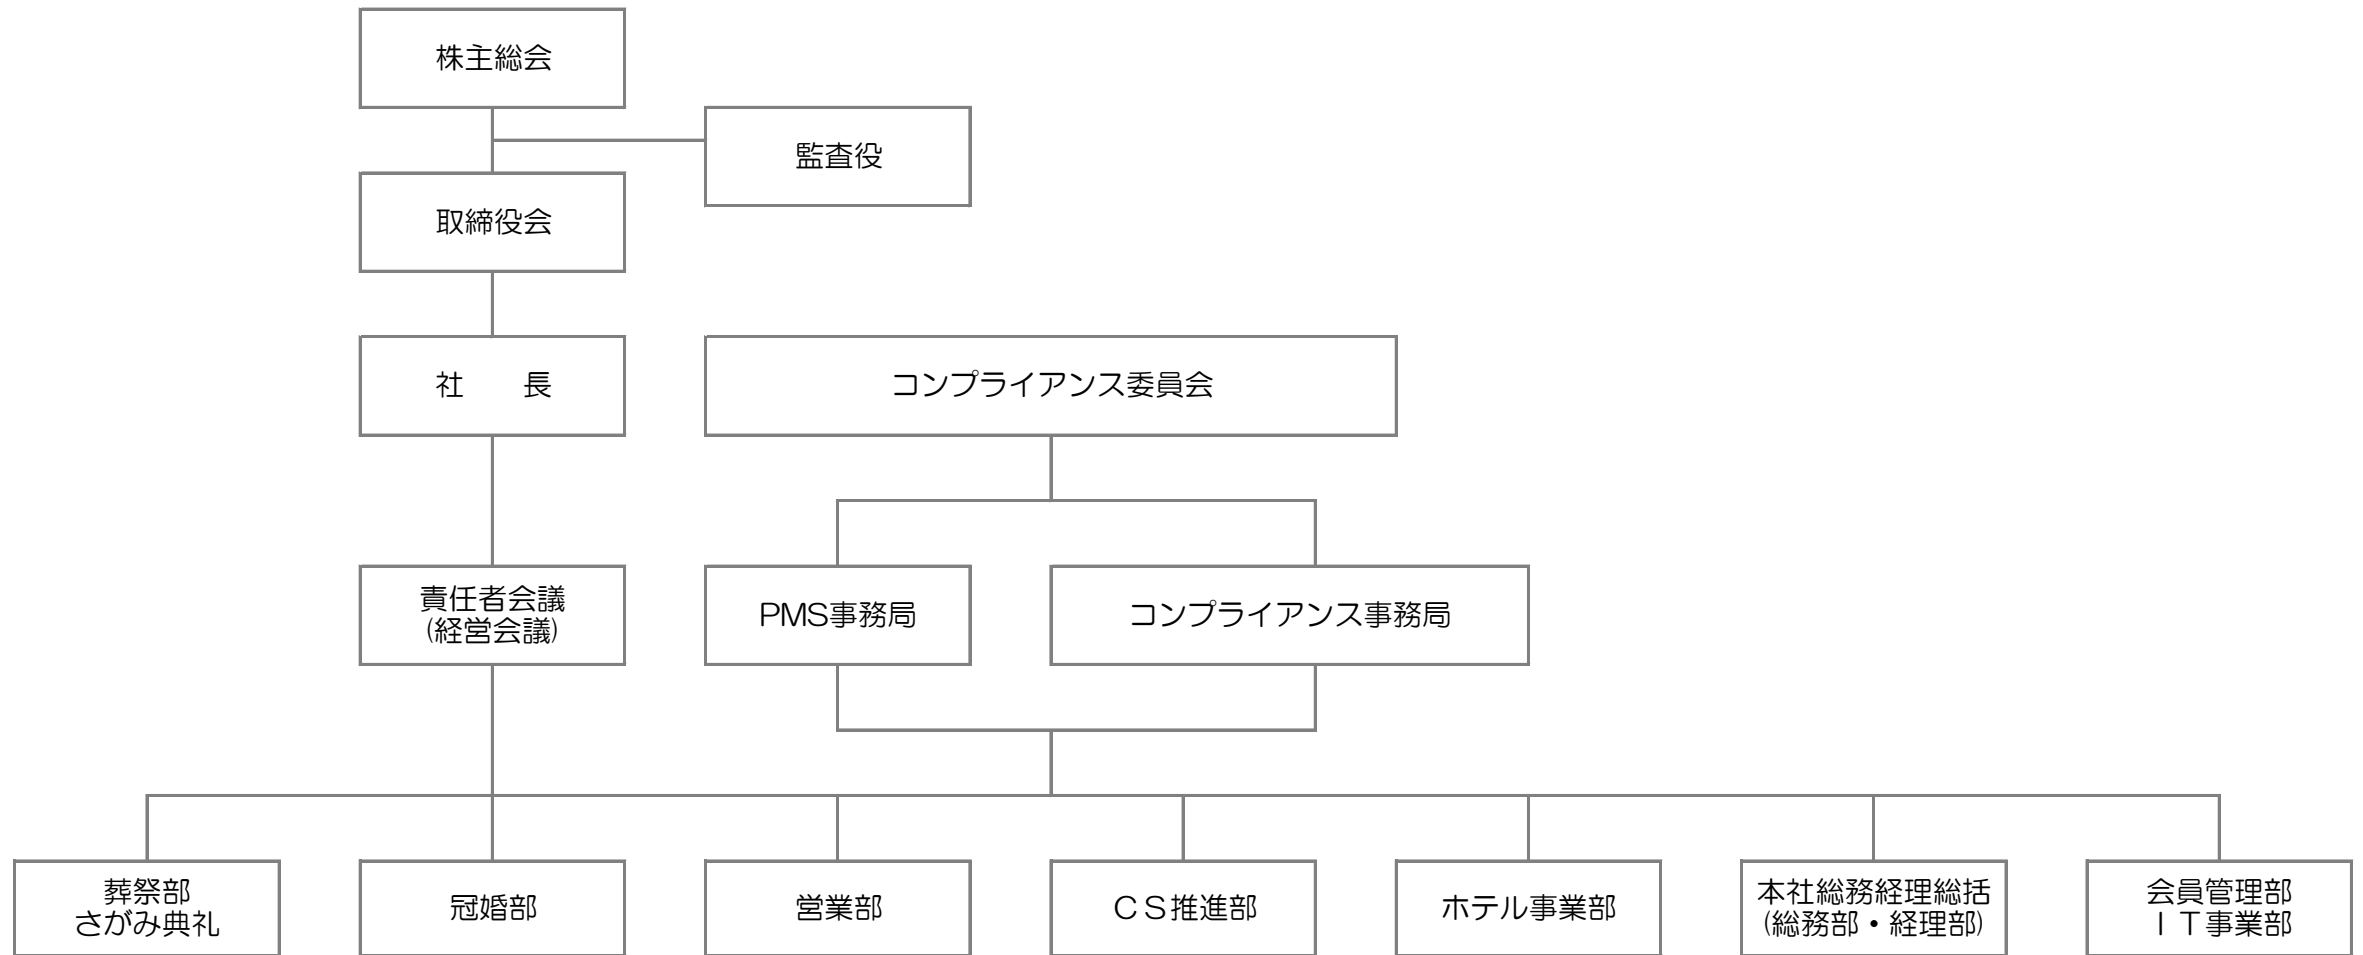 株主総会
監査役
取締役会
社　　長
コンプライアンス委員会
責任者会議
(経営会議)
PMS事務局
コンプライアンス事務局
葬祭部
さがみ典礼
冠婚部
営業部
ＣＳ推進部
ホテル事業部
本社総務経理総括
(総務部・経理部)
会員管理部
ＩＴ事業部